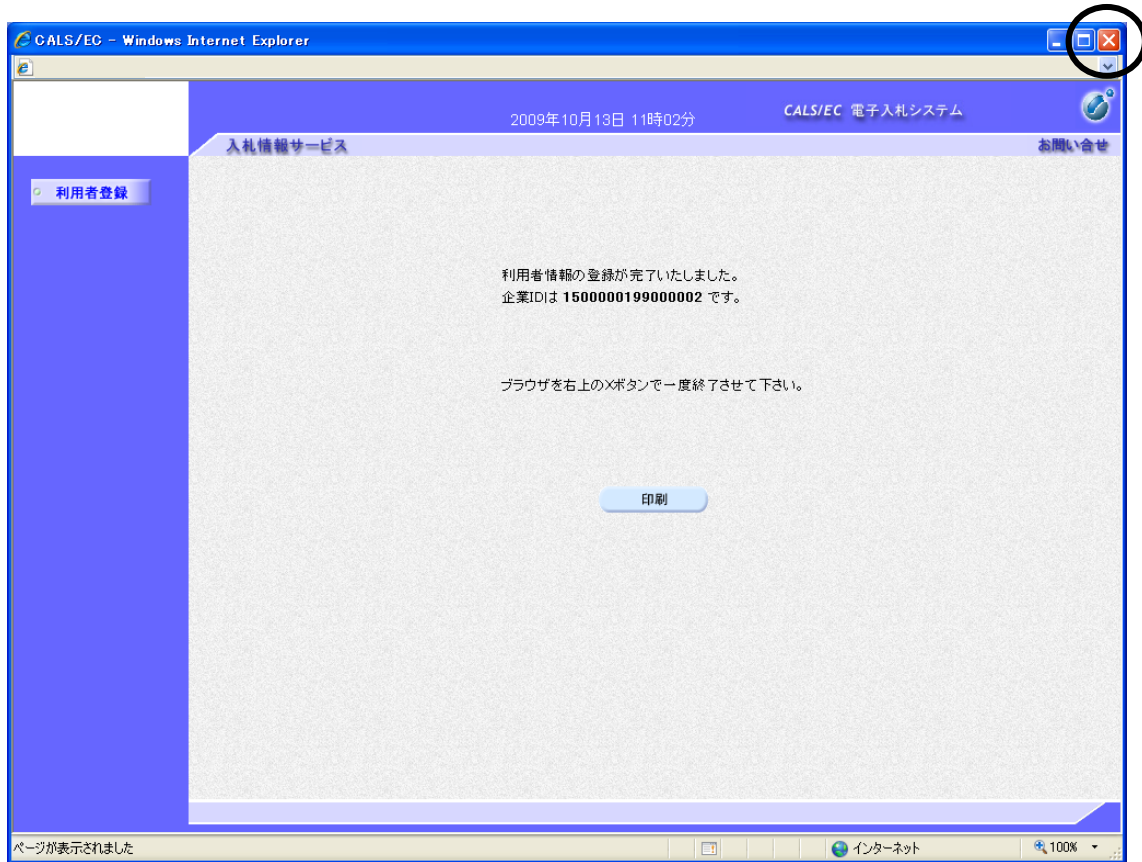 CALS/EC - Windows Internet Explorer
2009年10月13日 11時02分
CALS/EC 電子入札システム
入札情報サービス
お問い合せ
利用者登録
利用者情報の登録が完了いたしました。
企業IDは 1500000199000002 です。
ブラウザを右上の×ボタンで一度終了させて下さい。
印刷
ページが表示されました
インターネット
100%